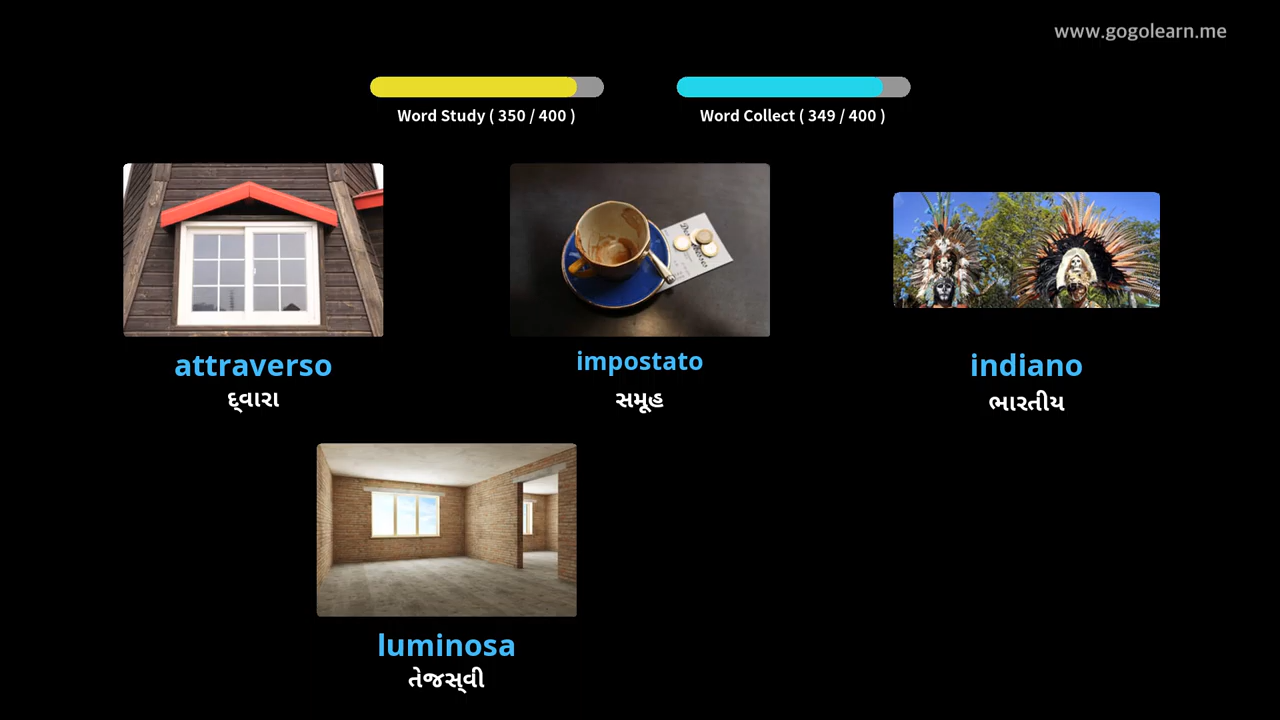 www.gogolearn.me
Word Study ( 350 / 400 )
Word Collect ( 349 / 400 )
attraverso
દ્વારા
impostato
સમૂહ
indiano
ભારતીય
luminosa
તેજસ્વી